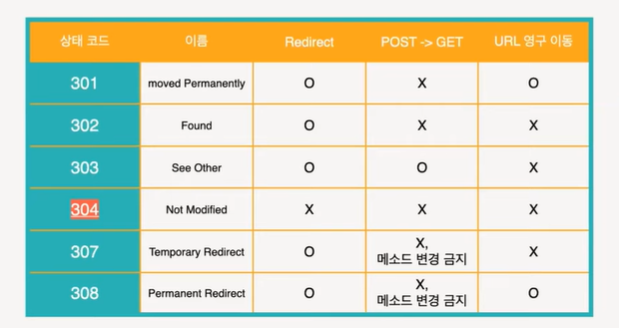 상태 코드 이름 Redirect POST -> GET URL 영구 이동
301 moved Permanently O X O
302 Found O X X
303 See Other O O X
304 Not Modified X X X
307 Temporary Redirect O X, 메소드 변경 금지 X
308 Permanent Redirect O X, 메소드 변경 금지 O